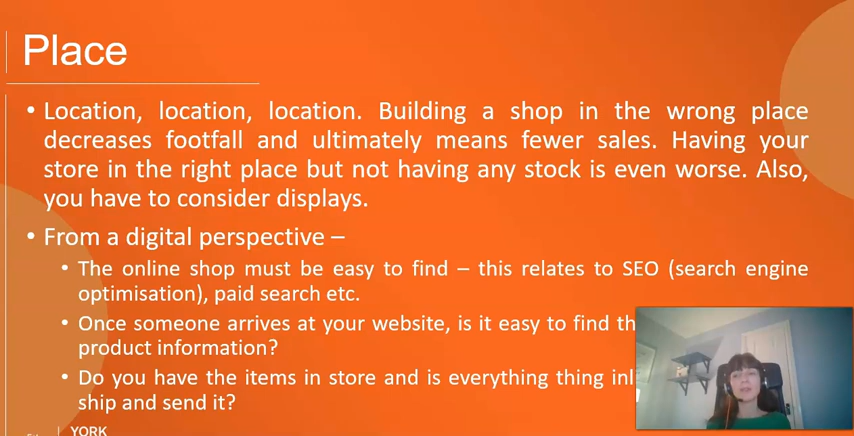 Place
• Location, location, location. Building a shop in the wrong place
decreases footfall and ultimately means fewer sales. Having your
store in the right place but not having any stock is even worse. Also,
you have to consider displays.
• From a digital perspective –
• The online shop must be easy to find – this relates to SEO (search engine
optimisation), paid search etc.
• Once someone arrives at your website, is it easy to find
product information?
• Do you have the items in store and is everything thing
ship and send it?
YORK